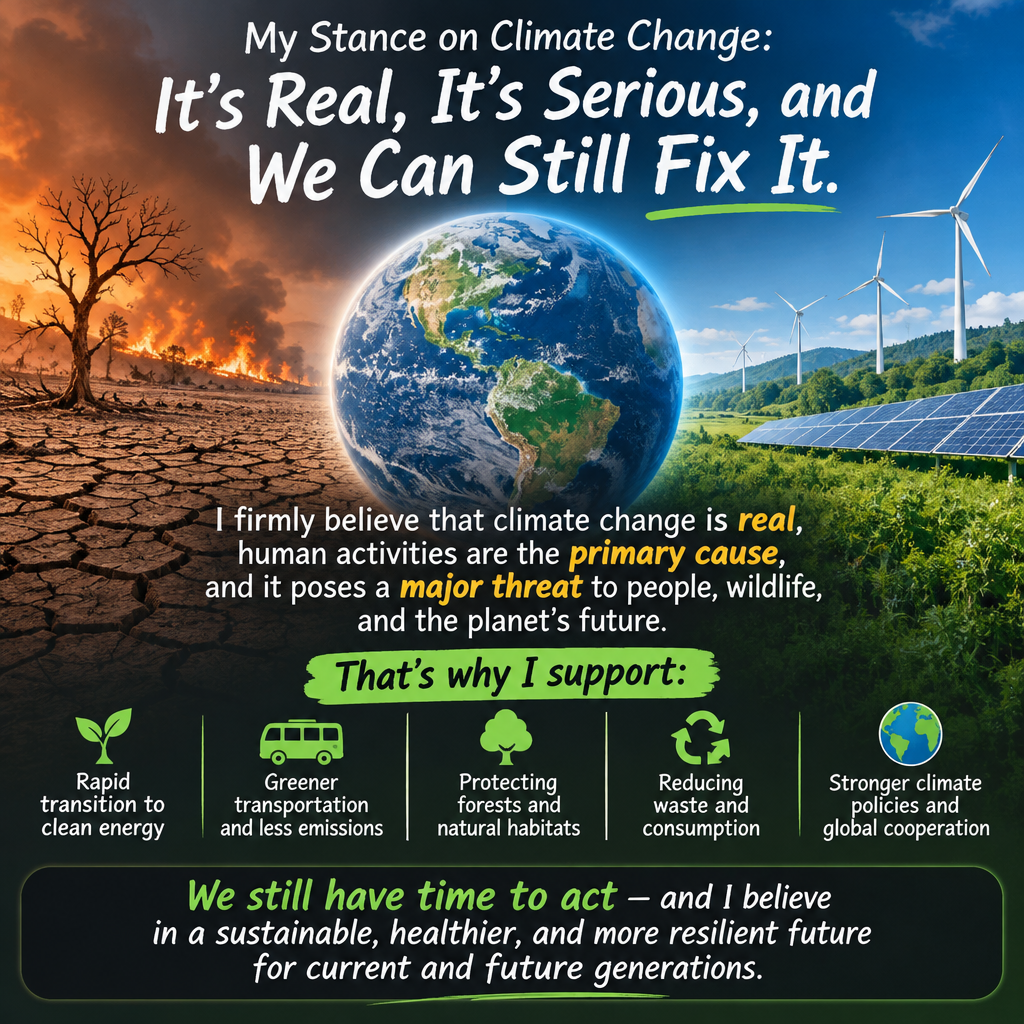 My Stance on Climate Change:
It's Real, It's Serious, and
We Can Still Fix It.
I firmly believe that climate change is real,
human activities are the primary cause,
and it poses a major threat to people, wildlife,
and the planet's future.
That's why I support:
Rapid
transition to
clean energy
Greener
transportation
and less emissions
Protecting
forests and
natural habitats
Reducing
waste and
consumption
Stronger climate
policies and
global cooperation
We still have time to act – and I believe
in a sustainable, healthier, and more resilient future
for current and future generations.